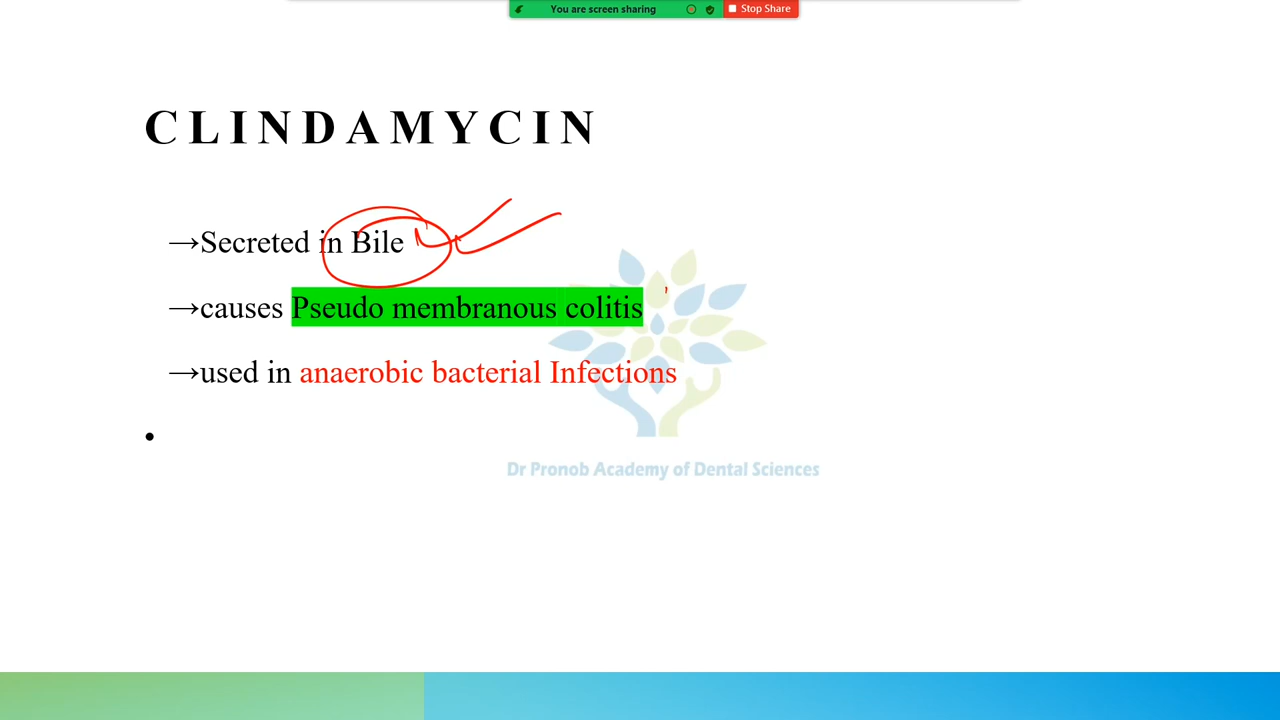 You are screen sharing
Stop Share
CLINDAMYCIN
→Secreted in Bile
→causes Pseudo membranous colitis
→used in anaerobic bacterial Infections
•
Dr Pronob Academy of Dental Sciences